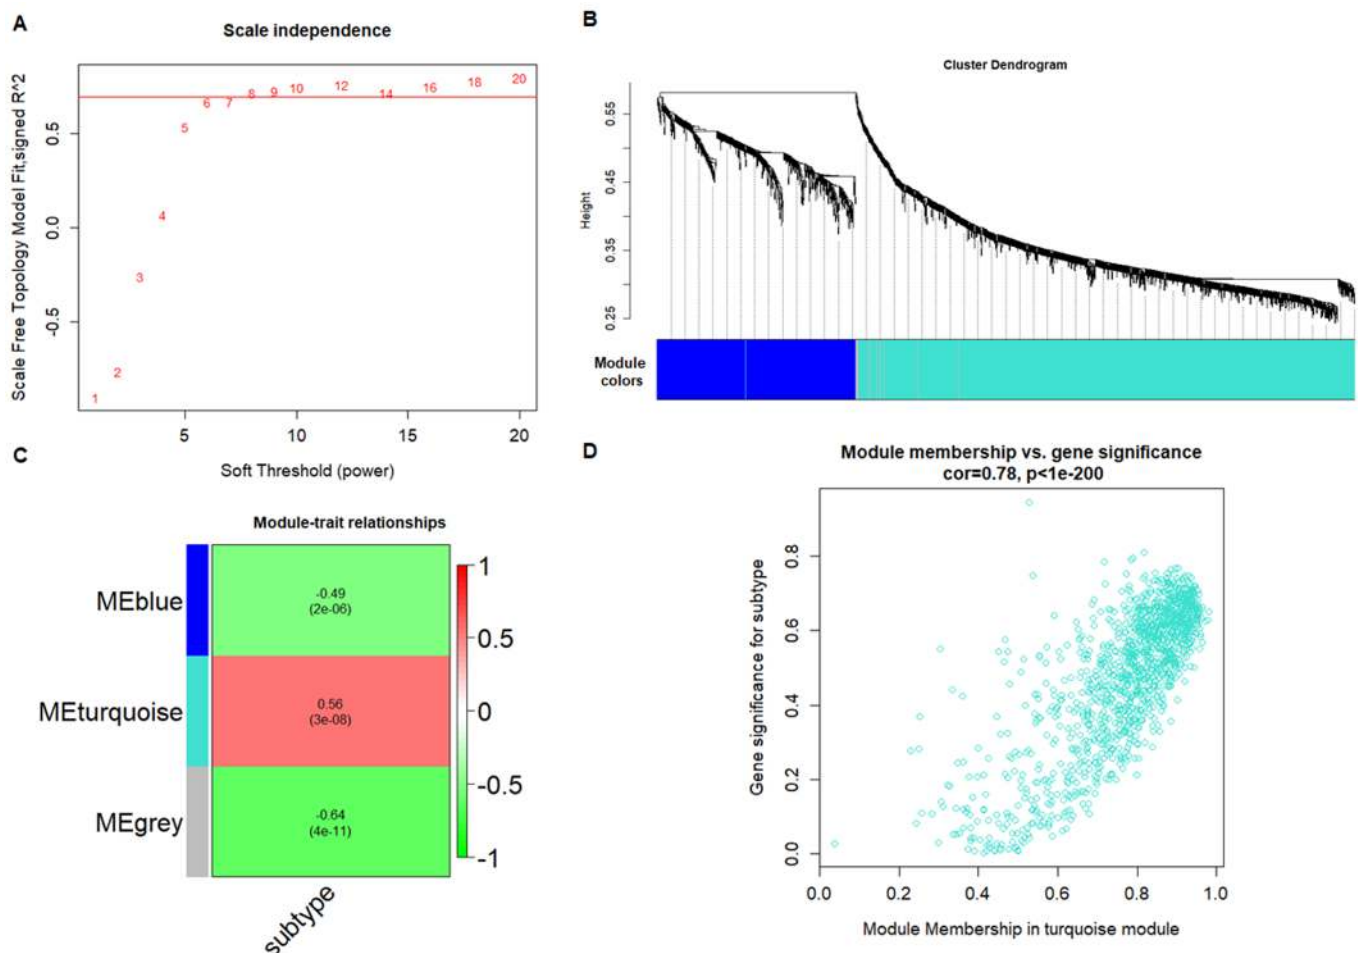 A
Scale independence
Scale Free Topology Model Fit,signed R^2
0.5
0.0
-0.5
1
2
3
4
5
6
7
8
9
10
12
14
16
18
20
5
10
15
20
Soft Threshold (power)
B
Cluster Dendrogram
Height
0.55
0.45
0.35
0.25
Module
colors
C
Module-trait relationships
MEblue
-0.49
(2e-06)
MEturquoise
0.56
(3e-08)
MEgrey
-0.64
(4e-11)
1
0.5
0
-0.5
-1
subtype
D
Module membership vs. gene significance
cor=0.78, p<1e-200
Gene significance for subtype
0.8
0.6
0.4
0.2
0.0
0.0
0.2
0.4
0.6
0.8
1.0
Module Membership in turquoise module